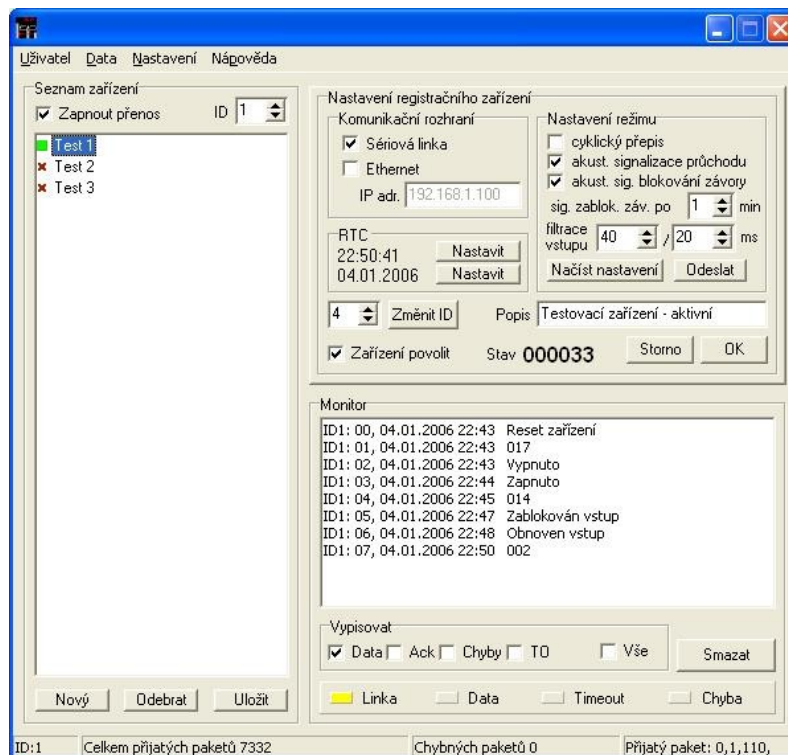 Uživatel Data Nastavení Nápověda
Seznam zařízení
Zapnout přenos ID 1
Test 1
Test 2
Test 3
Nový Odebrat Uložit
Nastavení registračního zařízení
Komunikační rozhraní
Sériová linka
Ethernet
IP adr. 192.168.1.100
RTC
22:50:41 Nastavit
04.01.2006 Nastavit
Nastavení režimu
cyklický přepis
akust. signalizace průchodu
akust. sig. blokování závory
sig. zablok. záv. po 1 min
filtrace
vstupu 40 / 20 ms
Načíst nastavení Odeslat
4 Změnit ID Popis Testovací zařízení - aktivní
Zařízení povolit Stav 000033 Storno OK
Monitor
ID1: 00, 04.01.2006 22:43 Reset zařízení
ID1: 01, 04.01.2006 22:43 017
ID1: 02, 04.01.2006 22:43 Vypnuto
ID1: 03, 04.01.2006 22:44 Zapnuto
ID1: 04, 04.01.2006 22:45 014
ID1: 05, 04.01.2006 22:47 Zablokován vstup
ID1: 06, 04.01.2006 22:48 Obnoven vstup
ID1: 07, 04.01.2006 22:50 002
Vypisovat
Data Ack Chyby TO Vše Smazat
Linka Data Timeout Chyba
ID:1 Celkem přijatých paketů 7332 Chybných paketů 0 Přijatý paket: 0,1,110,